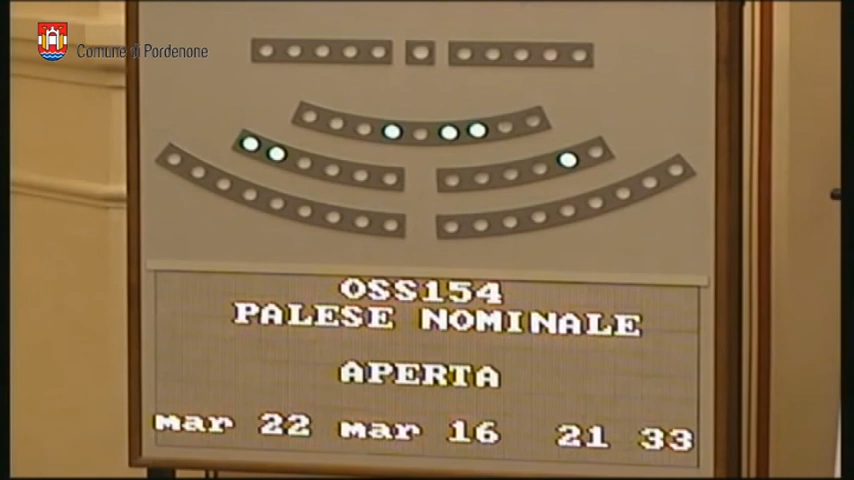 Comune di Pordenone
OSS154
PALESE NOMINALE
APERTA
mar 22 mar 16 21 33